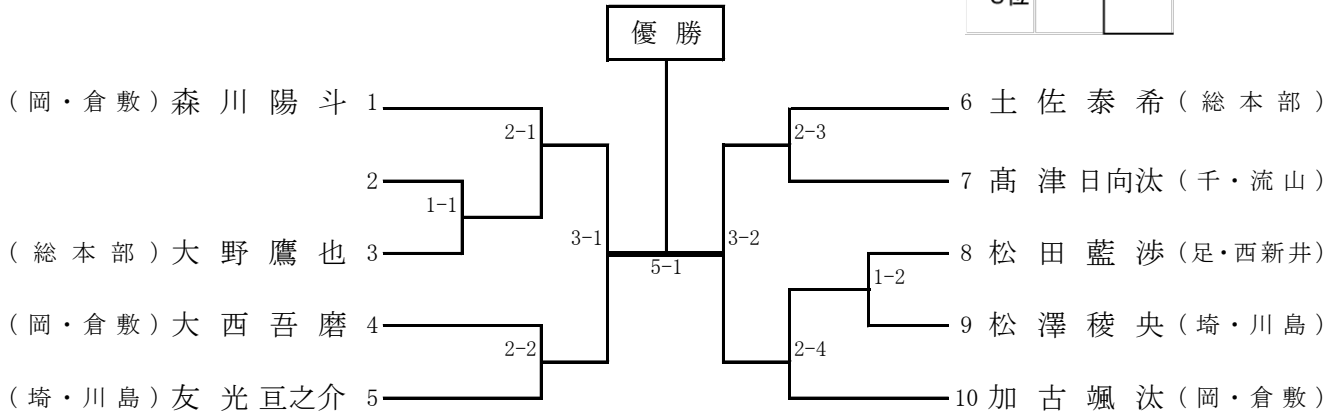 3位
優勝
(岡・倉敷) 森川陽斗 1
2-1
2
1-1
(総本部) 大野鷹也 3
3-1
(岡・倉敷) 大西吾磨 4
2-2
(埼・川島) 友光亘之介 5
5-1
6 土佐泰希 (総本部)
2-3
7 髙津日向汰 (千・流山)
3-2
8 松田藍渉 (足・西新井)
1-2
9 松澤稜央 (埼・川島)
2-4
10 加古颯汰 (岡・倉敷)